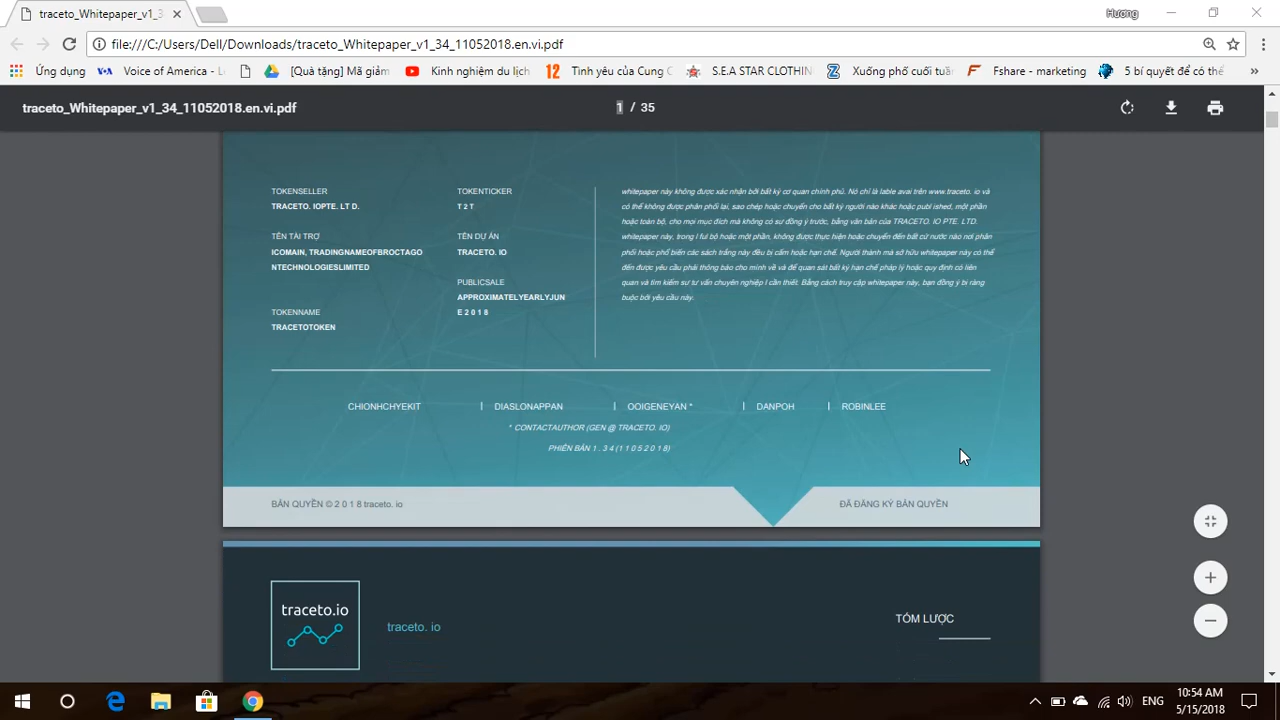 traceto_Whitepaper_v1_3
Hương
file:///C:/Users/Dell/Downloads/traceto_Whitepaper_v1_34_11052018.en.vi.pdf
Ứng dụng
VOA
Voice of America - L
[Quà tặng] Mã giảm
Kinh nghiệm du lịch
12
Tình yêu của Cung C
S.E.A STAR CLOTHIN
Z
Xuống phố cuối tuần
F
Fshare - marketing
5 bí quyết để có thể
traceto_Whitepaper_v1_34_11052018.en.vi.pdf
1 / 35
TOKENSELLER
TRACETO. IOPTE. LT D.
TÊN TÀI TRỢ
ICOMAIN, TRADINGNAMEOFBROCTAGO
NTECHNOLOGIESLIMITED
TOKENNAME
TRACETOTOKEN
TOKENTICKER
T 2 T
TÊN DỰ ÁN
TRACETO. IO
PUBLICSALE
APPROXIMATELYEARLYJUN
E 2 0 1 8
whitepaper này không được xác nhận bởi bất kỳ cơ quan chính phủ. Nó chỉ là lable avai trên www.traceto. io và
có thể không được phân phối lại, sao chép hoặc chuyển cho bất kỳ người nào khác hoặc publ ished, một phần
hoặc toàn bộ, cho mọi mục đích mà không có sự đồng ý trước, bằng văn bản của TRACETO. IO PTE. LTD.
whitepaper này, trong l ful bộ hoặc một phần, không được thực hiện hoặc chuyển đến bất cứ nước nào nơi phân
phối hoặc phổ biến các sách trắng này đều bị cấm hoặc hạn chế. Người thành mà sở hữu whitepaper này có thể
đến được yêu cầu phải thông báo cho mình về và để quan sát bất kỳ hạn chế pháp lý hoặc quy định có liên
quan và tìm kiếm sự tư vấn chuyên nghiệp l cần thiết. Bằng cách truy cập whitepaper này, bạn đồng ý bị ràng
buộc bởi yêu cầu này.
CHIONHCHYEKIT | DIASLONAPPAN | OOIGENEYAN * | DANPOH | ROBINLEE
* CONTACTAUTHOR (GEN @ TRACETO. IO)
PHIÊN BẢN 1 . 3 4 (1 1 0 5 2 0 1 8)
BẢN QUYỀN © 2 0 1 8 traceto. io
ĐÃ ĐĂNG KÝ BẢN QUYỀN
traceto.io
traceto. io
TÓM LƯỢC
ENG
10:54 AM
5/15/2018